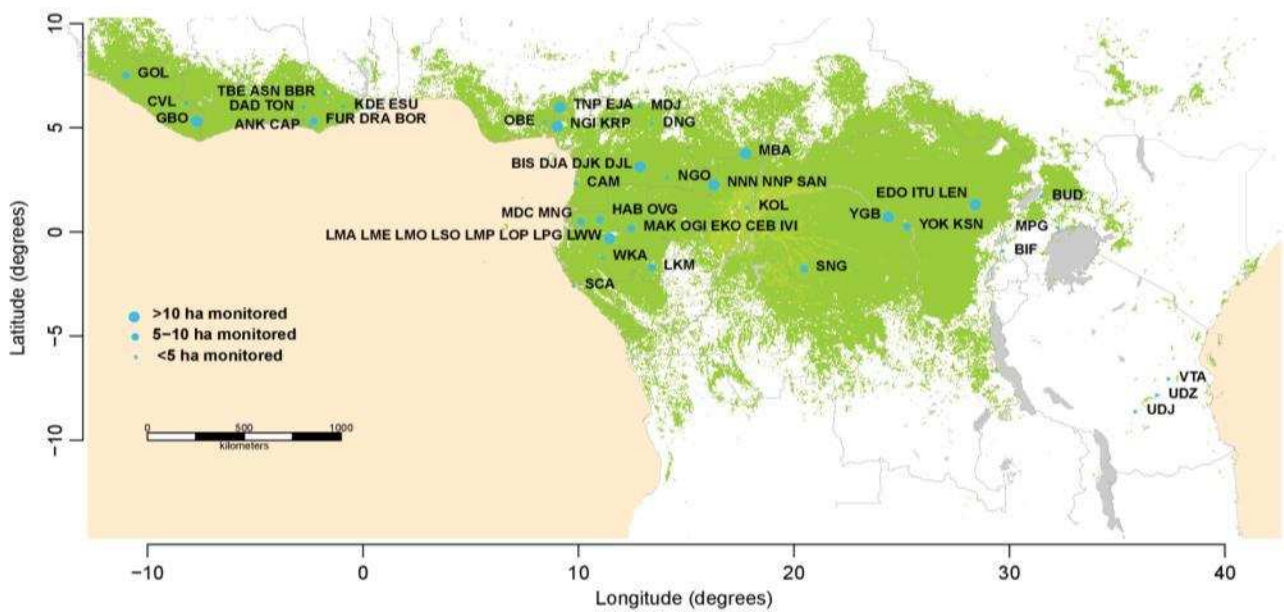 10
5
0
−5
−10
Latitude (degrees)
GOL
CVL
GBO
TBE ASN BBR
DAD TON
ANK CAP
KDE ESU
FUR DRA BOR
OBE
TNP EJA
MDJ
NGI KRP
DNG
MBA
BIS DJA DJK DJL
NGO
NNN NNP SAN
CAM
EDO ITU LEN
BUD
MDC MNG
HAB OVG
KOL
YGB
YOK KSN
MPG
LMA LME LMO LSO LMP LOP LPG LWW
MAK OGI EKO CEB IVI
WKA
LKM
SNG
BIF
SCA
VTA
UDZ
UDJ
>10 ha monitored
5−10 ha monitored
<5 ha monitored
0 500 1000
kilometers
−10 0 10 20 30 40
Longitude (degrees)